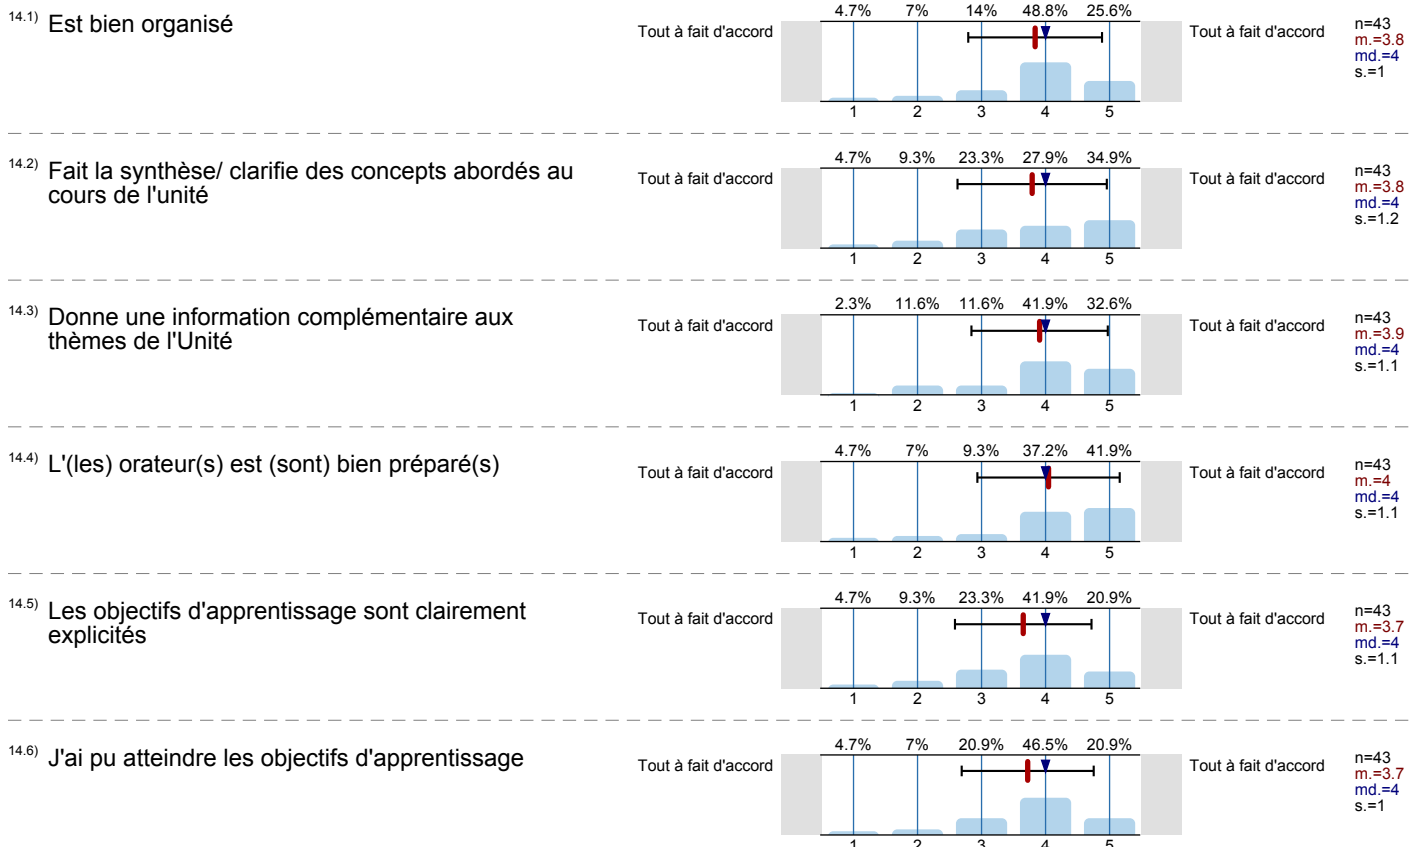 14.1) Est bien organisé
Tout à fait d'accord
4.7% 7% 14% 48.8% 25.6%
1 2 3 4 5
Tout à fait d'accord
n=43
m.=3.8
md.=4
s.=1
14.2) Fait la synthèse/ clarifie des concepts abordés au
cours de l'unité
Tout à fait d'accord
4.7% 9.3% 23.3% 27.9% 34.9%
1 2 3 4 5
Tout à fait d'accord
n=43
m.=3.8
md.=4
s.=1.2
14.3) Donne une information complémentaire aux
thèmes de l'Unité
Tout à fait d'accord
2.3% 11.6% 11.6% 41.9% 32.6%
1 2 3 4 5
Tout à fait d'accord
n=43
m.=3.9
md.=4
s.=1.1
14.4) L'(les) orateur(s) est (sont) bien préparé(s)
Tout à fait d'accord
4.7% 7% 9.3% 37.2% 41.9%
1 2 3 4 5
Tout à fait d'accord
n=43
m.=4
md.=4
s.=1.1
14.5) Les objectifs d'apprentissage sont clairement
explicités
Tout à fait d'accord
4.7% 9.3% 23.3% 41.9% 20.9%
1 2 3 4 5
Tout à fait d'accord
n=43
m.=3.7
md.=4
s.=1.1
14.6) J'ai pu atteindre les objectifs d'apprentissage
Tout à fait d'accord
4.7% 7% 20.9% 46.5% 20.9%
1 2 3 4 5
Tout à fait d'accord
n=43
m.=3.7
md.=4
s.=1